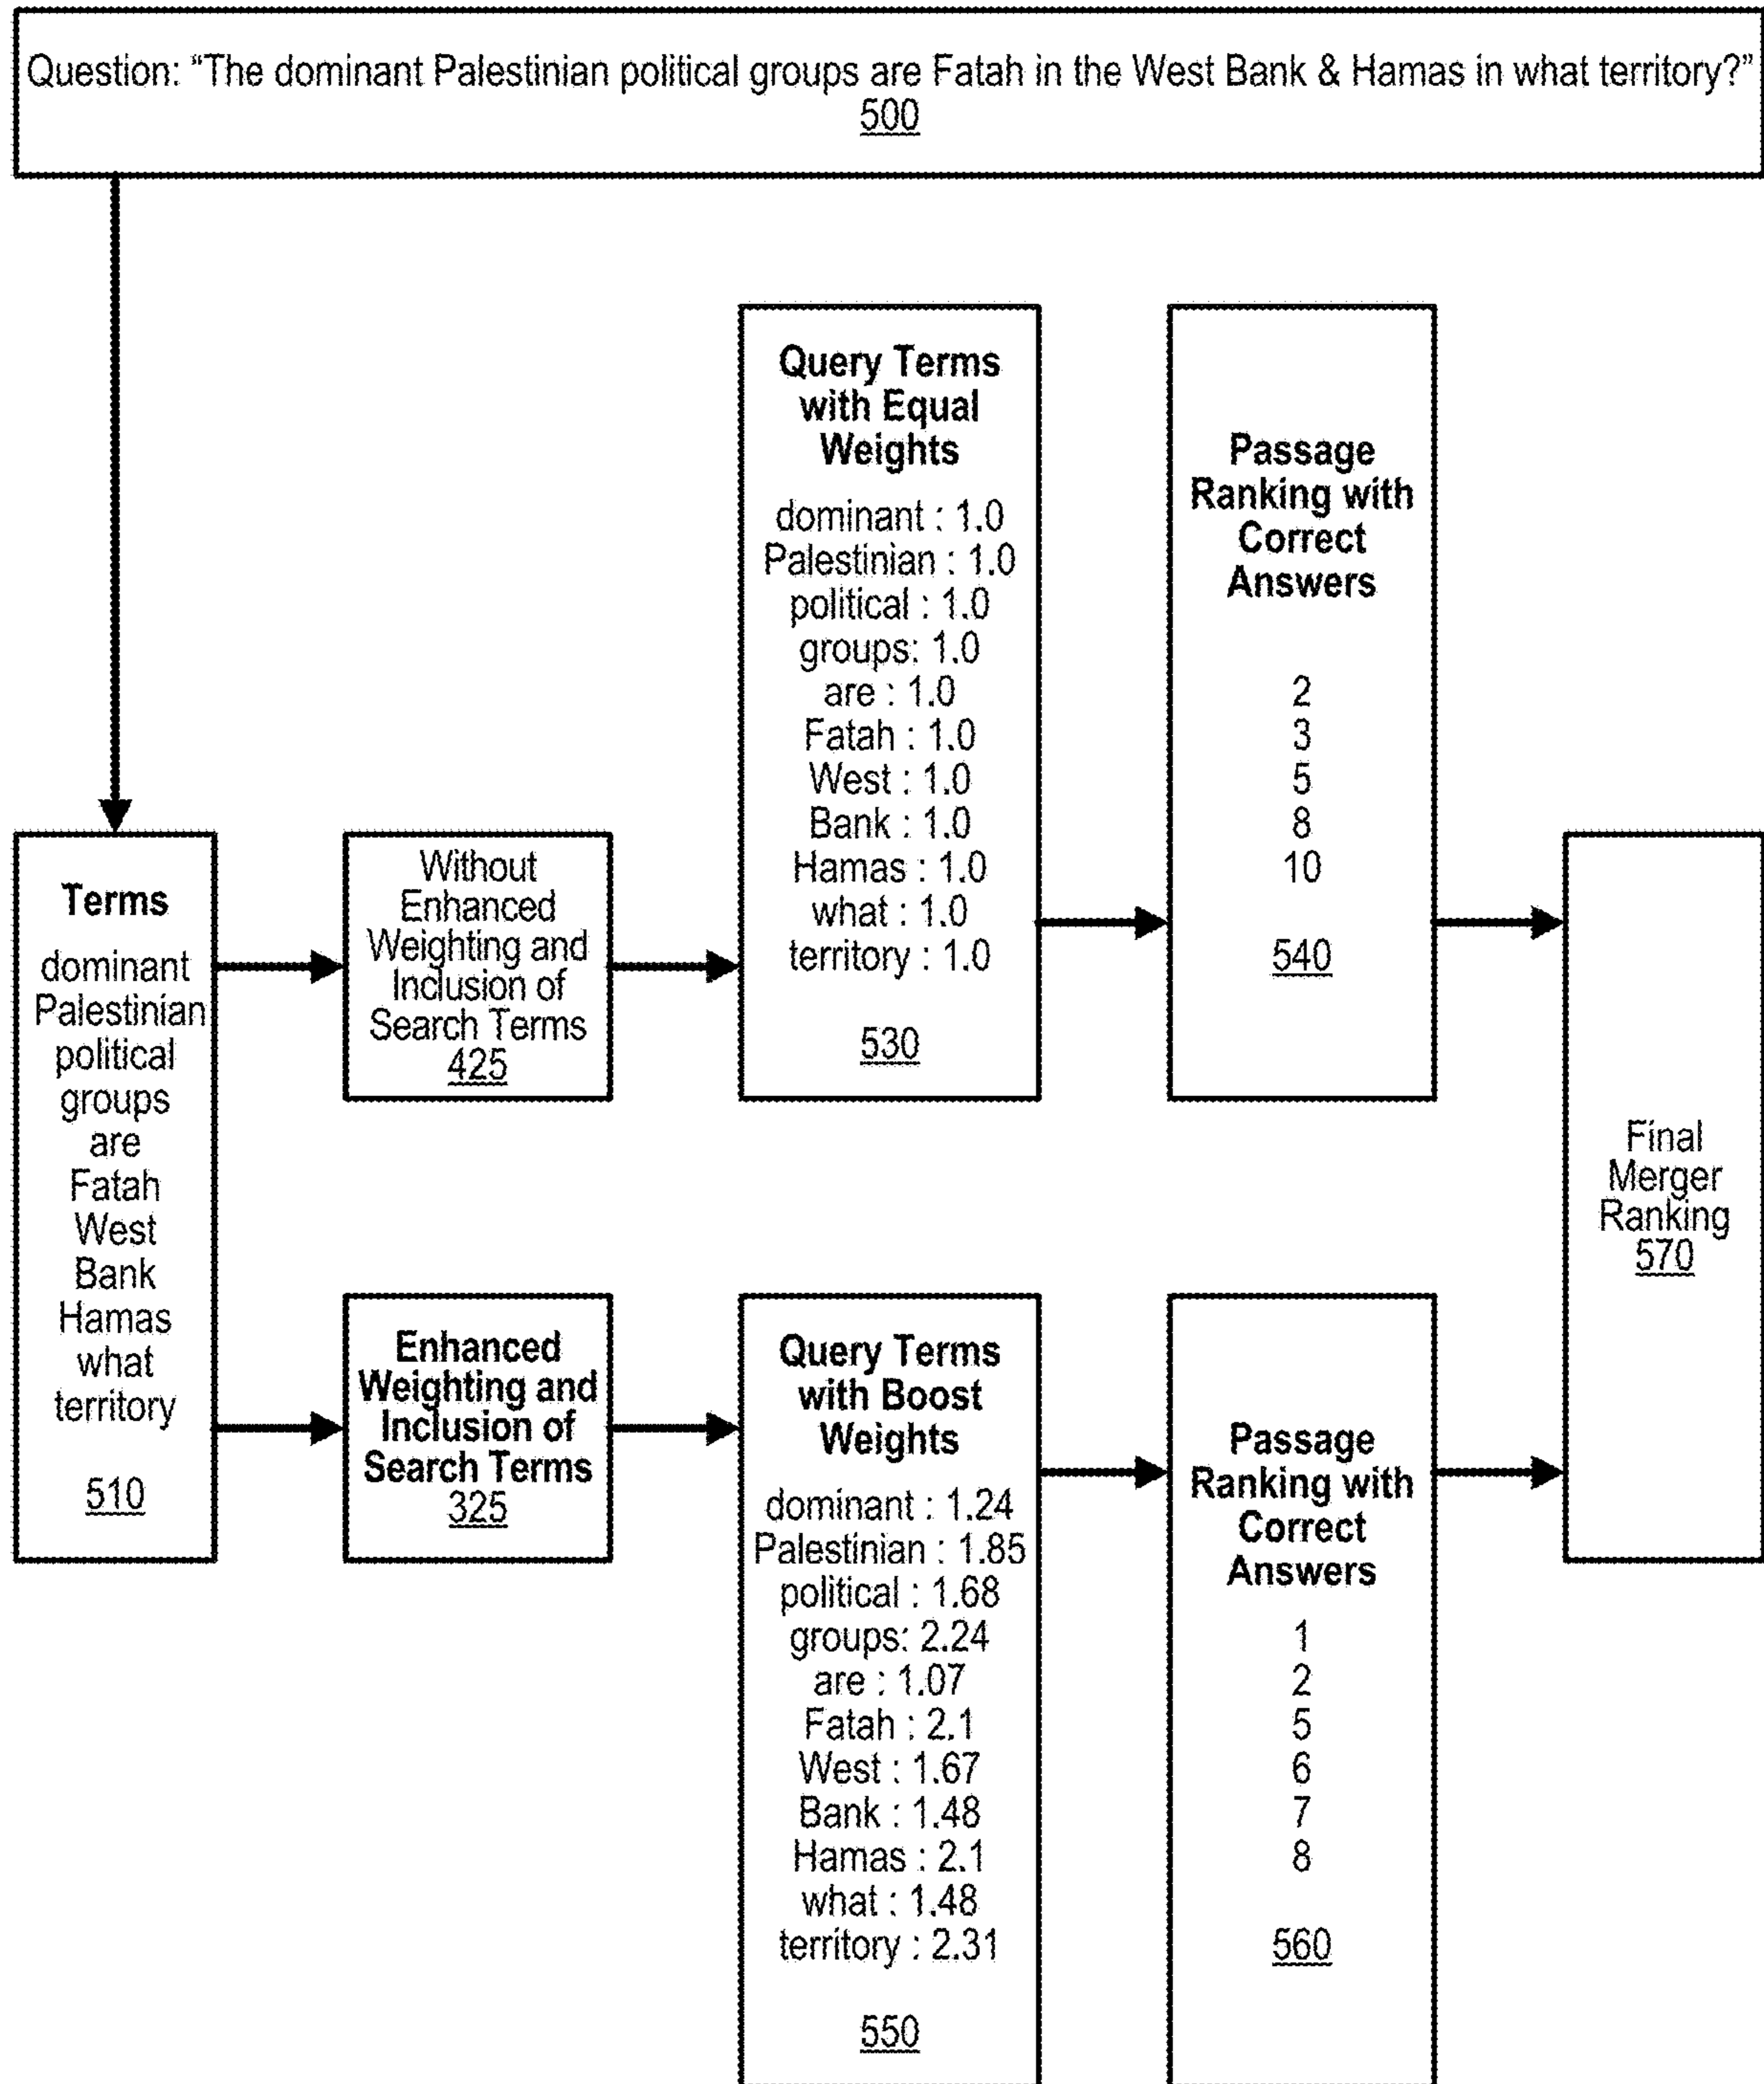 Question: “The dominant Palestinian political groups are Fatah in the West Bank & Hamas in what territory?”
500
Terms
dominant
Palestinian
political
groups
are
Fatah
West
Bank
Hamas
what
territory
510
Without
Enhanced
Weighting and
Inclusion of
Search Terms
425
Query Terms
with Equal
Weights
dominant : 1.0
Palestinian : 1.0
political : 1.0
groups: 1.0
are : 1.0
Fatah : 1.0
West : 1.0
Bank : 1.0
Hamas : 1.0
what : 1.0
territory : 1.0
530
Passage
Ranking with
Correct
Answers
2
3
5
8
10
540
Enhanced
Weighting and
Inclusion of
Search Terms
325
Query Terms
with Boost
Weights
dominant : 1.24
Palestinian : 1.85
political : 1.68
groups: 2.24
are : 1.07
Fatah : 2.1
West : 1.67
Bank : 1.48
Hamas : 2.1
what : 1.48
territory : 2.31
550
Passage
Ranking with
Correct
Answers
1
2
5
6
7
8
560
Final
Merger
Ranking
570